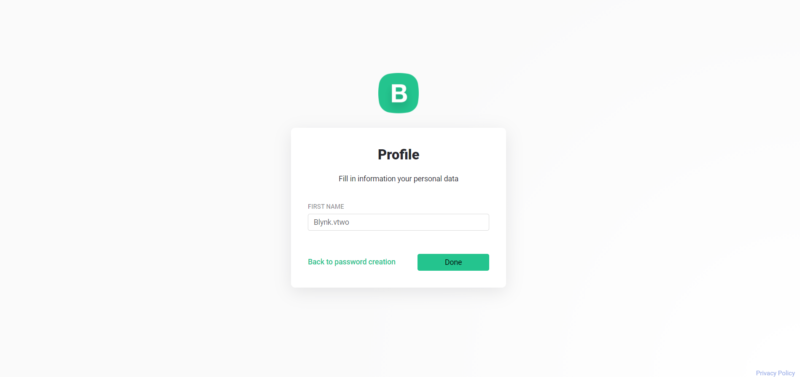 B
Profile
Fill in information your personal data
FIRST NAME
Blynk.vtwo
Back to password creation
Done
Privacy Policy